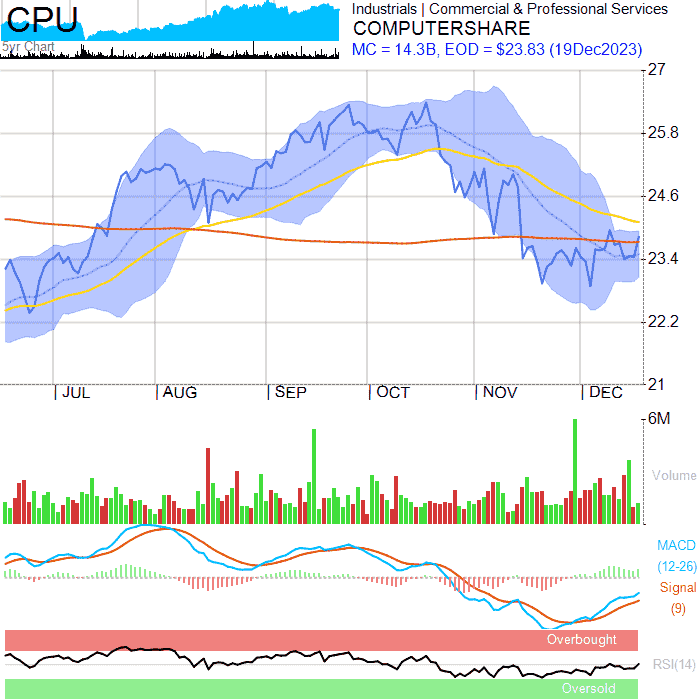 CPU
5yr Chart
Industrials | Commercial & Professional Services
COMPUTERSHARE
MC = 14.3B, EOD = $23.83 (19Dec2023)
27
25.8
24.6
23.4
22.2
21
| JUL | AUG | SEP | OCT | NOV | DEC
6M
Volume
MACD
(12-26)
Signal
(9)
Overbought
RSI(14)
Oversold